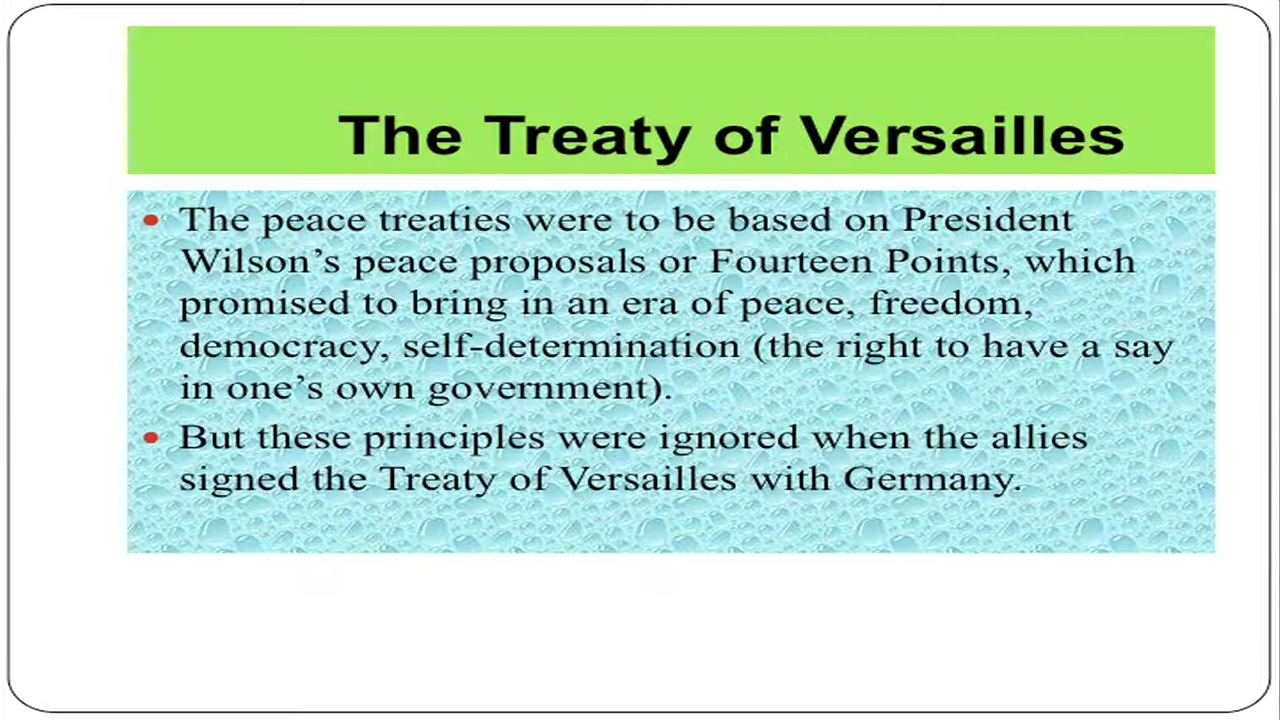 The Treaty of Versailles
• The peace treaties were to be based on President
Wilson’s peace proposals or Fourteen Points, which
promised to bring in an era of peace, freedom,
democracy, self-determination (the right to have a say
in one’s own government).
• But these principles were ignored when the allies
signed the Treaty of Versailles with Germany.